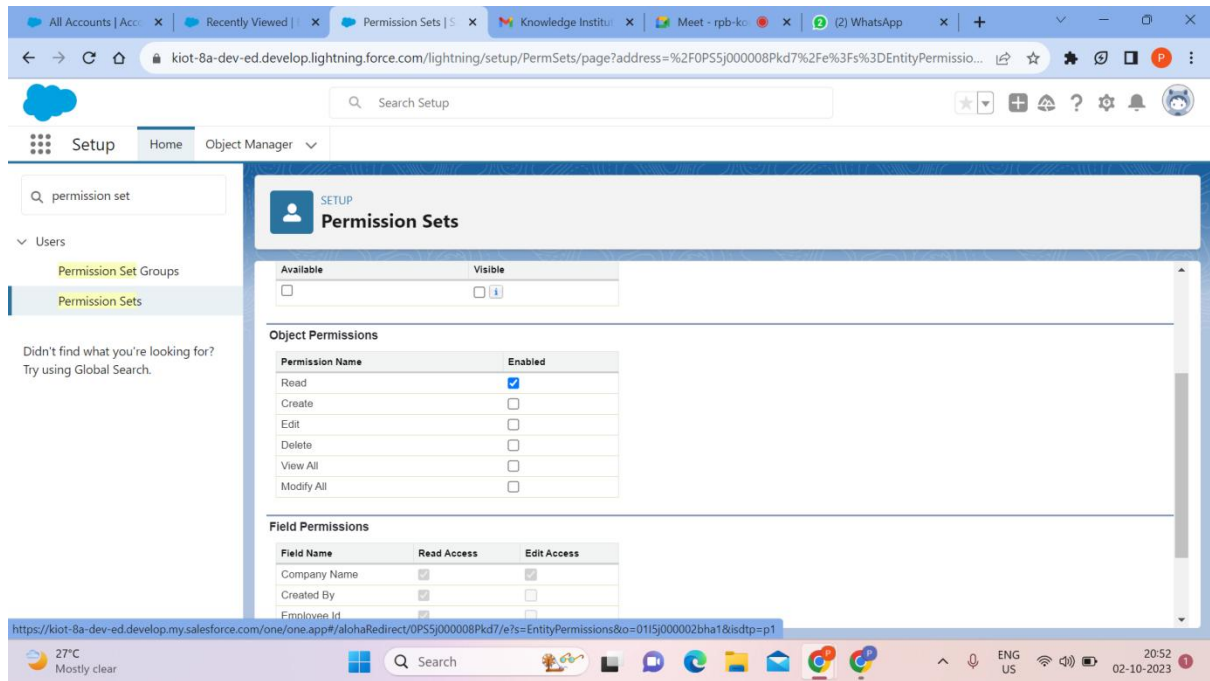 All Accounts | Acco
Recently Viewed |
Permission Sets | S
Knowledge Institut
Meet - rpb-ko
(2) WhatsApp
kiot-8a-dev-ed.develop.lightning.force.com/lightning/setup/PermSets/page?address=%2F0PS5j000008Pkd7%2Fe%3Fs%3DEntityPermissio...
P
Search Setup
Setup
Home
Object Manager
permission set
Users
Permission Set Groups
Permission Sets
Didn't find what you're looking for?
Try using Global Search.
SETUP
Permission Sets
Available Visible
i
Object Permissions
Permission Name Enabled
Read
Create
Edit
Delete
View All
Modify All
Field Permissions
Field Name Read Access Edit Access
Company Name
Created By
Employee Id
https://kiot-8a-dev-ed.develop.my.salesforce.com/one/one.app#/alohaRedirect/0PS5j000008Pkd7/e?s=EntityPermissions&o=01I5j000002bha1&isdtp=p1
27°C
Mostly clear
Search
P
P
ENG
US
20:52
02-10-2023
1